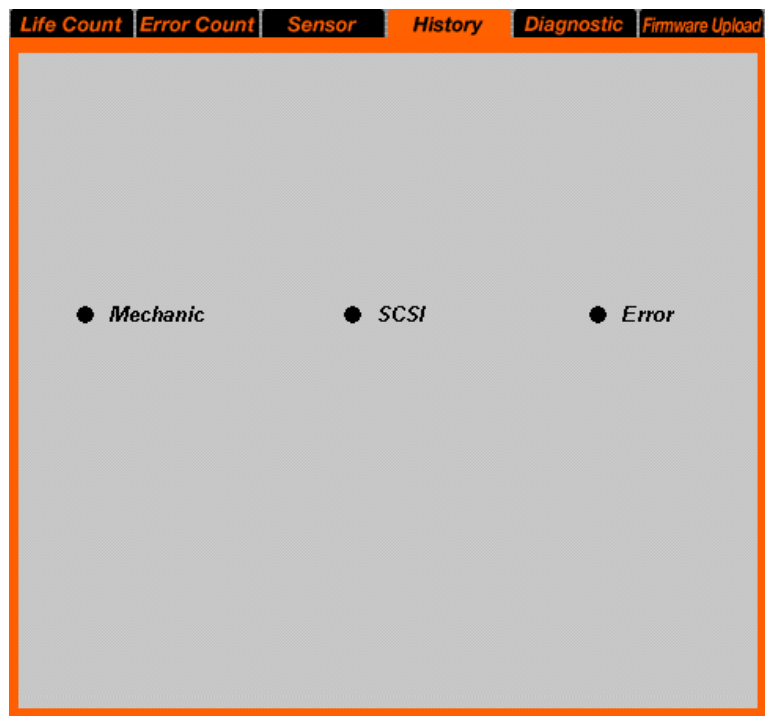 Life Count Error Count Sensor History Diagnostic Firmware Upload
Mechanic SCSI Error